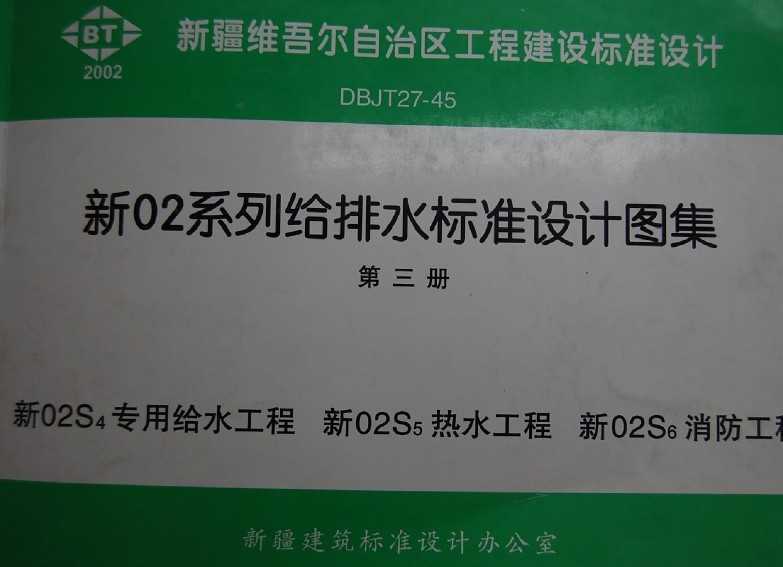 BT
2002
新疆维吾尔自治区工程建设标准设计
DBJT27-45
新02系列给排水标准设计图集
第三册
新02S4专用给水工程 新02S5热水工程 新02S6消防工
新疆建筑标准设计办公室